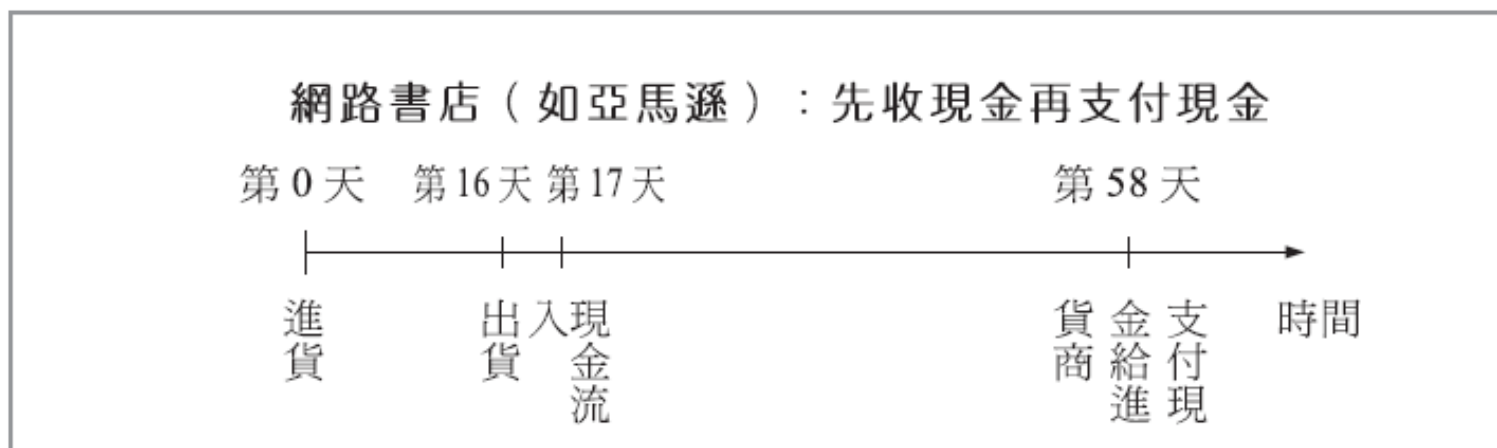 網路書店（如亞馬遜）：先收現金再支付現金
第 0 天
第 16 天
第 17 天
第 58 天
進貨
出貨
現金流入
支付現金給進貨商
時間